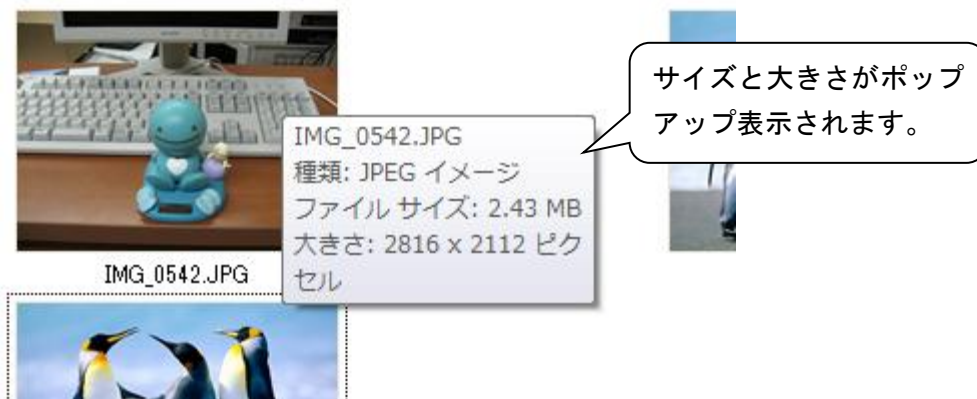 サイズと大きさがポップ
アップ表示されます。
IMG_0542.JPG
種類: JPEG イメージ
ファイル サイズ: 2.43 MB
大きさ: 2816 x 2112 ピク
セル
IMG_0542.JPG